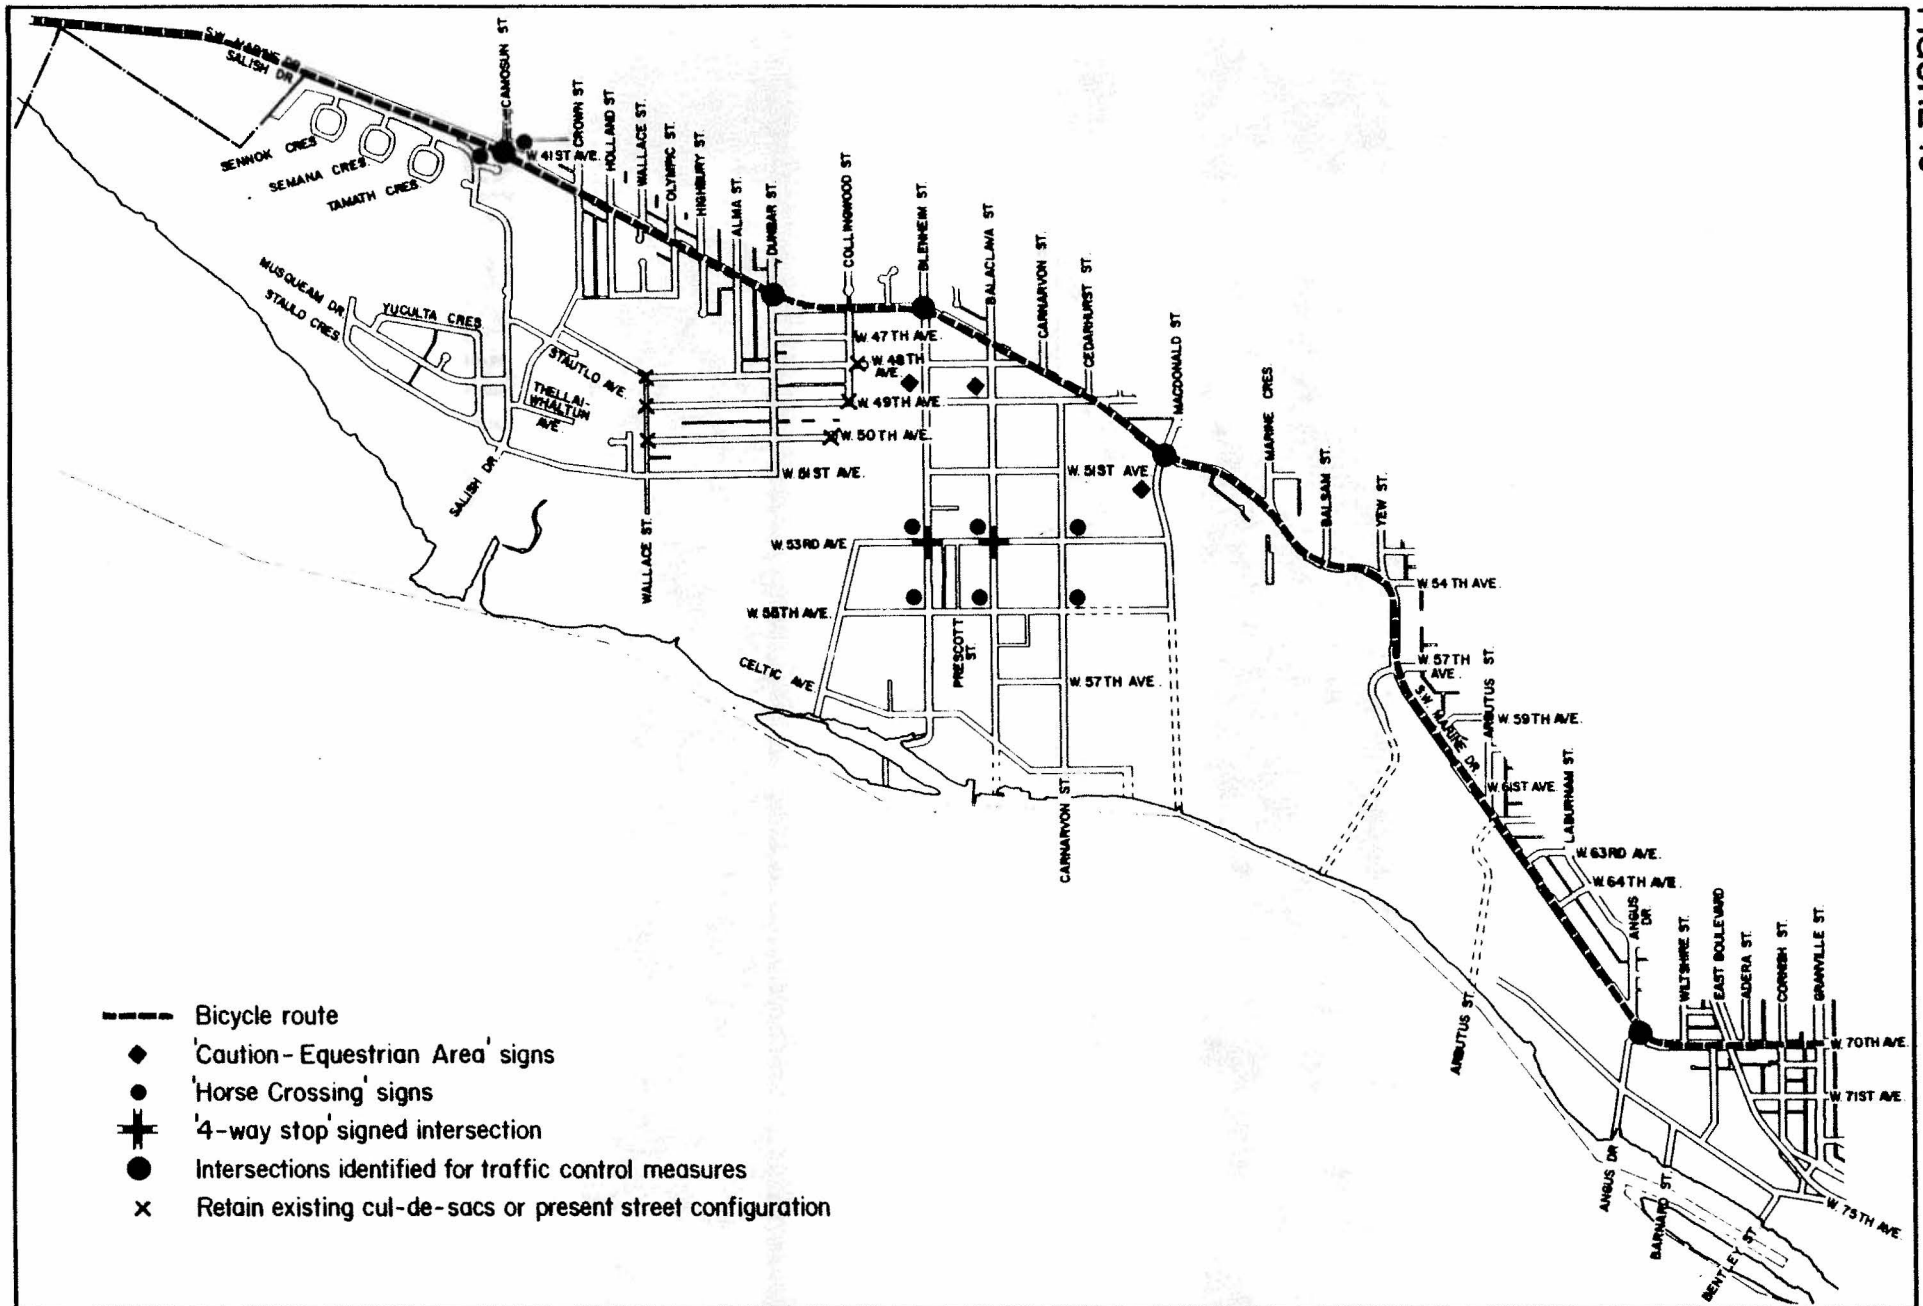 S.W. MARINE DR.
SALISH DR.
CAMOSUN ST
W. 41ST AVE.
CROWN ST
HOLLAND ST
WALLACE ST.
OLYMPIC ST.
HIGHBURY ST.
ALMA ST.
DUNBAR ST.
COLLINGWOOD ST
BLENHEIM ST.
BALACLAVA ST
CARNARVON ST.
CEDARHURST ST.
MACDONALD ST
MARINE CRES.
BALSAM ST.
YEW ST.
SENNOK CRES
SEMANA CRES.
TAMATH CRES.
MUSQUEAM DR.
STAULO CRES.
YUCULTA CRES
STAUTLO AVE.
THELLAI-
WHALTUN
AVE.
SALISH DR
WALLACE ST.
W. 47TH AVE.
W. 48TH
AVE.
W. 49TH AVE.
W. 50TH AVE.
W. 51ST AVE.
W. 51ST AVE
W. 53RD AVE
W. 54TH AVE.
W. 55TH AVE.
PRESCOTT
ST.
CELTIC AVE.
W. 57TH AVE.
W. 57TH
AVE.
CARNARVON ST.
S.W. MARINE DR.
ARBUTUS ST.
W. 59TH AVE.
W. 61ST AVE.
LABURNAM ST.
W. 63RD AVE.
W. 64TH AVE.
ANGUS
DR.
WILTSHIRE ST.
EAST BOULEVARD
ADERA ST.
CORNISH ST.
GRANVILLE ST.
W. 70TH AVE.
W. 71ST AVE.
W. 75TH AVE.
ARBUTUS ST.
ANGUS DR
BARNARD ST.
BENTLEY ST
Bicycle route
'Caution-Equestrian Area' signs
'Horse Crossing' signs
'4-way stop' signed intersection
Intersections identified for traffic control measures
Retain existing cul-de-sacs or present street configuration